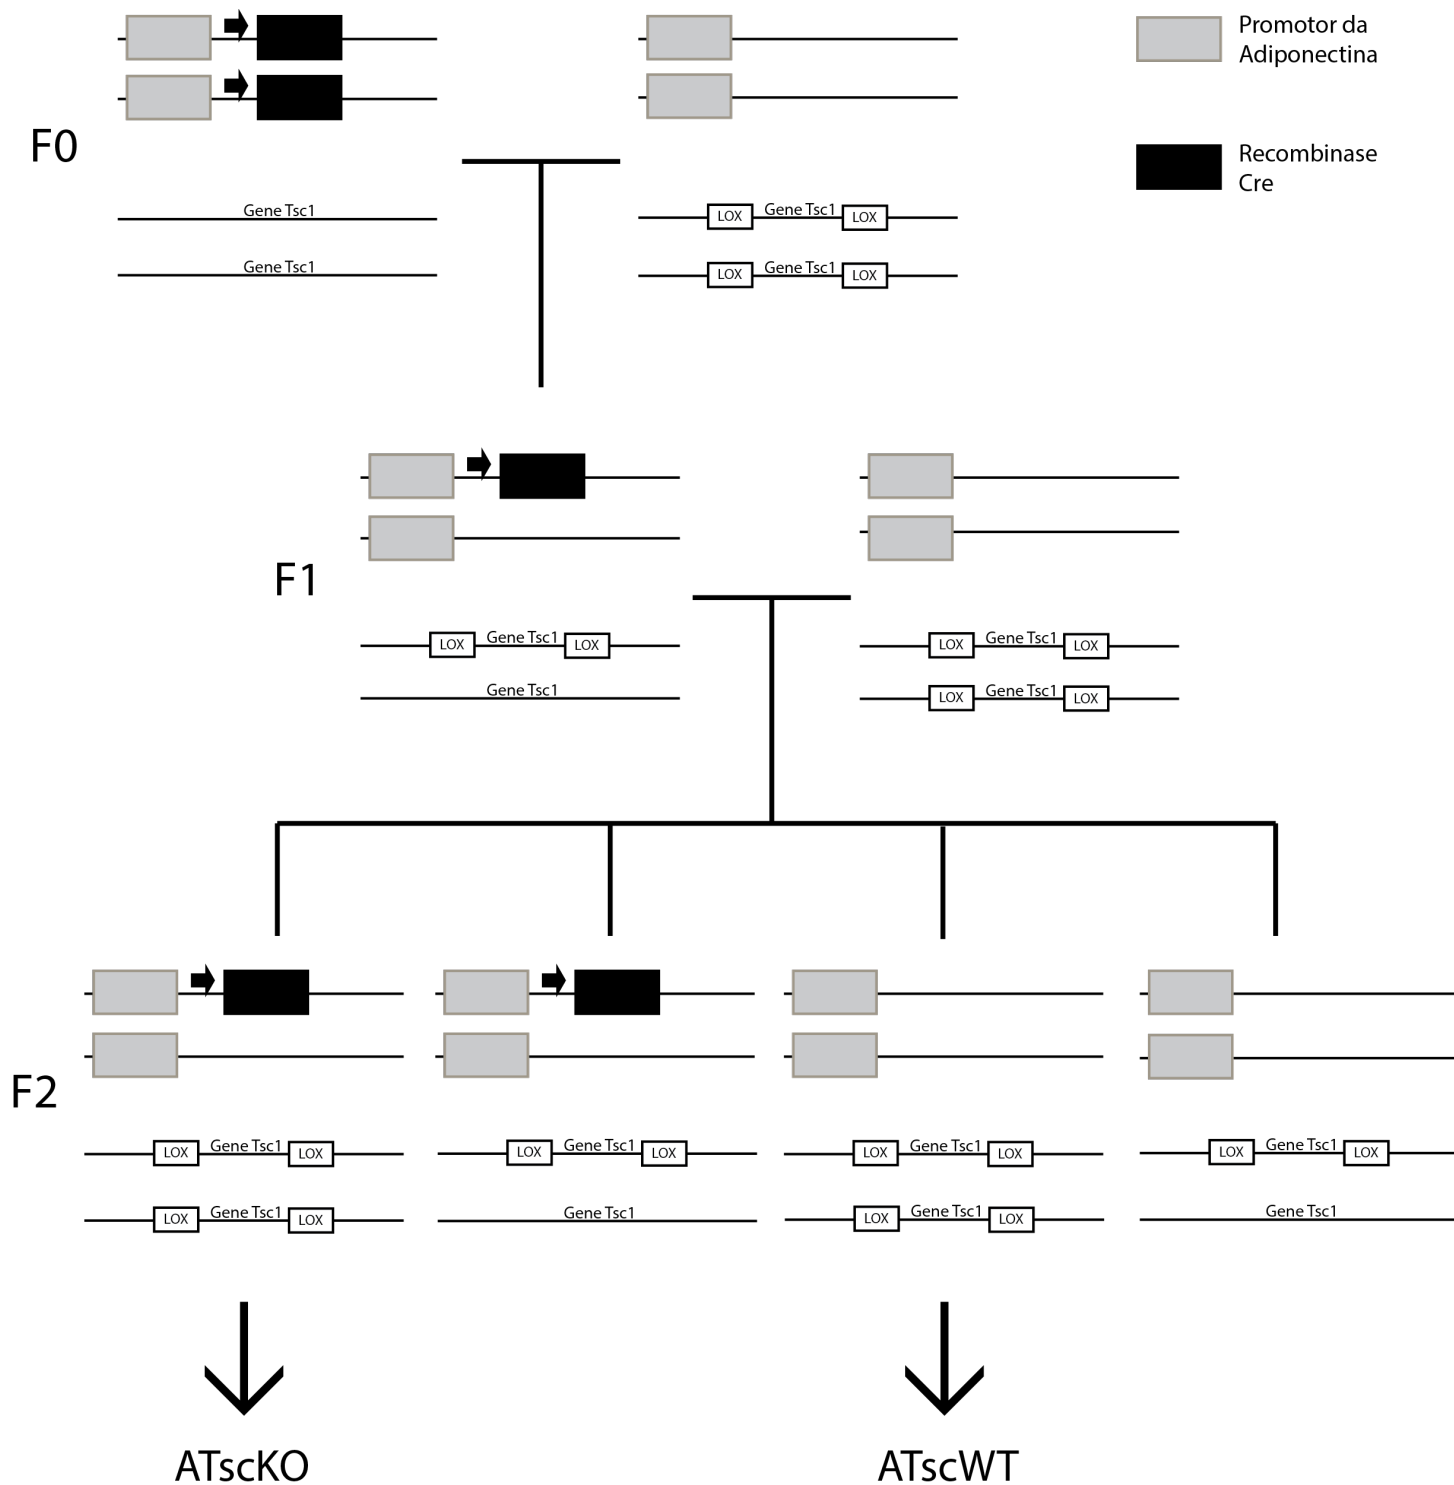 Promotor da
Adiponectina
Recombinase
Cre
F0
Gene Tsc1
LOX Gene Tsc1 LOX
Gene Tsc1
LOX Gene Tsc1 LOX
F1
LOX Gene Tsc1 LOX
LOX Gene Tsc1 LOX
Gene Tsc1
LOX Gene Tsc1 LOX
F2
LOX Gene Tsc1 LOX
LOX Gene Tsc1 LOX
LOX Gene Tsc1 LOX
LOX Gene Tsc1 LOX
LOX Gene Tsc1 LOX
Gene Tsc1
LOX Gene Tsc1 LOX
Gene Tsc1
ATscKO
ATscWT